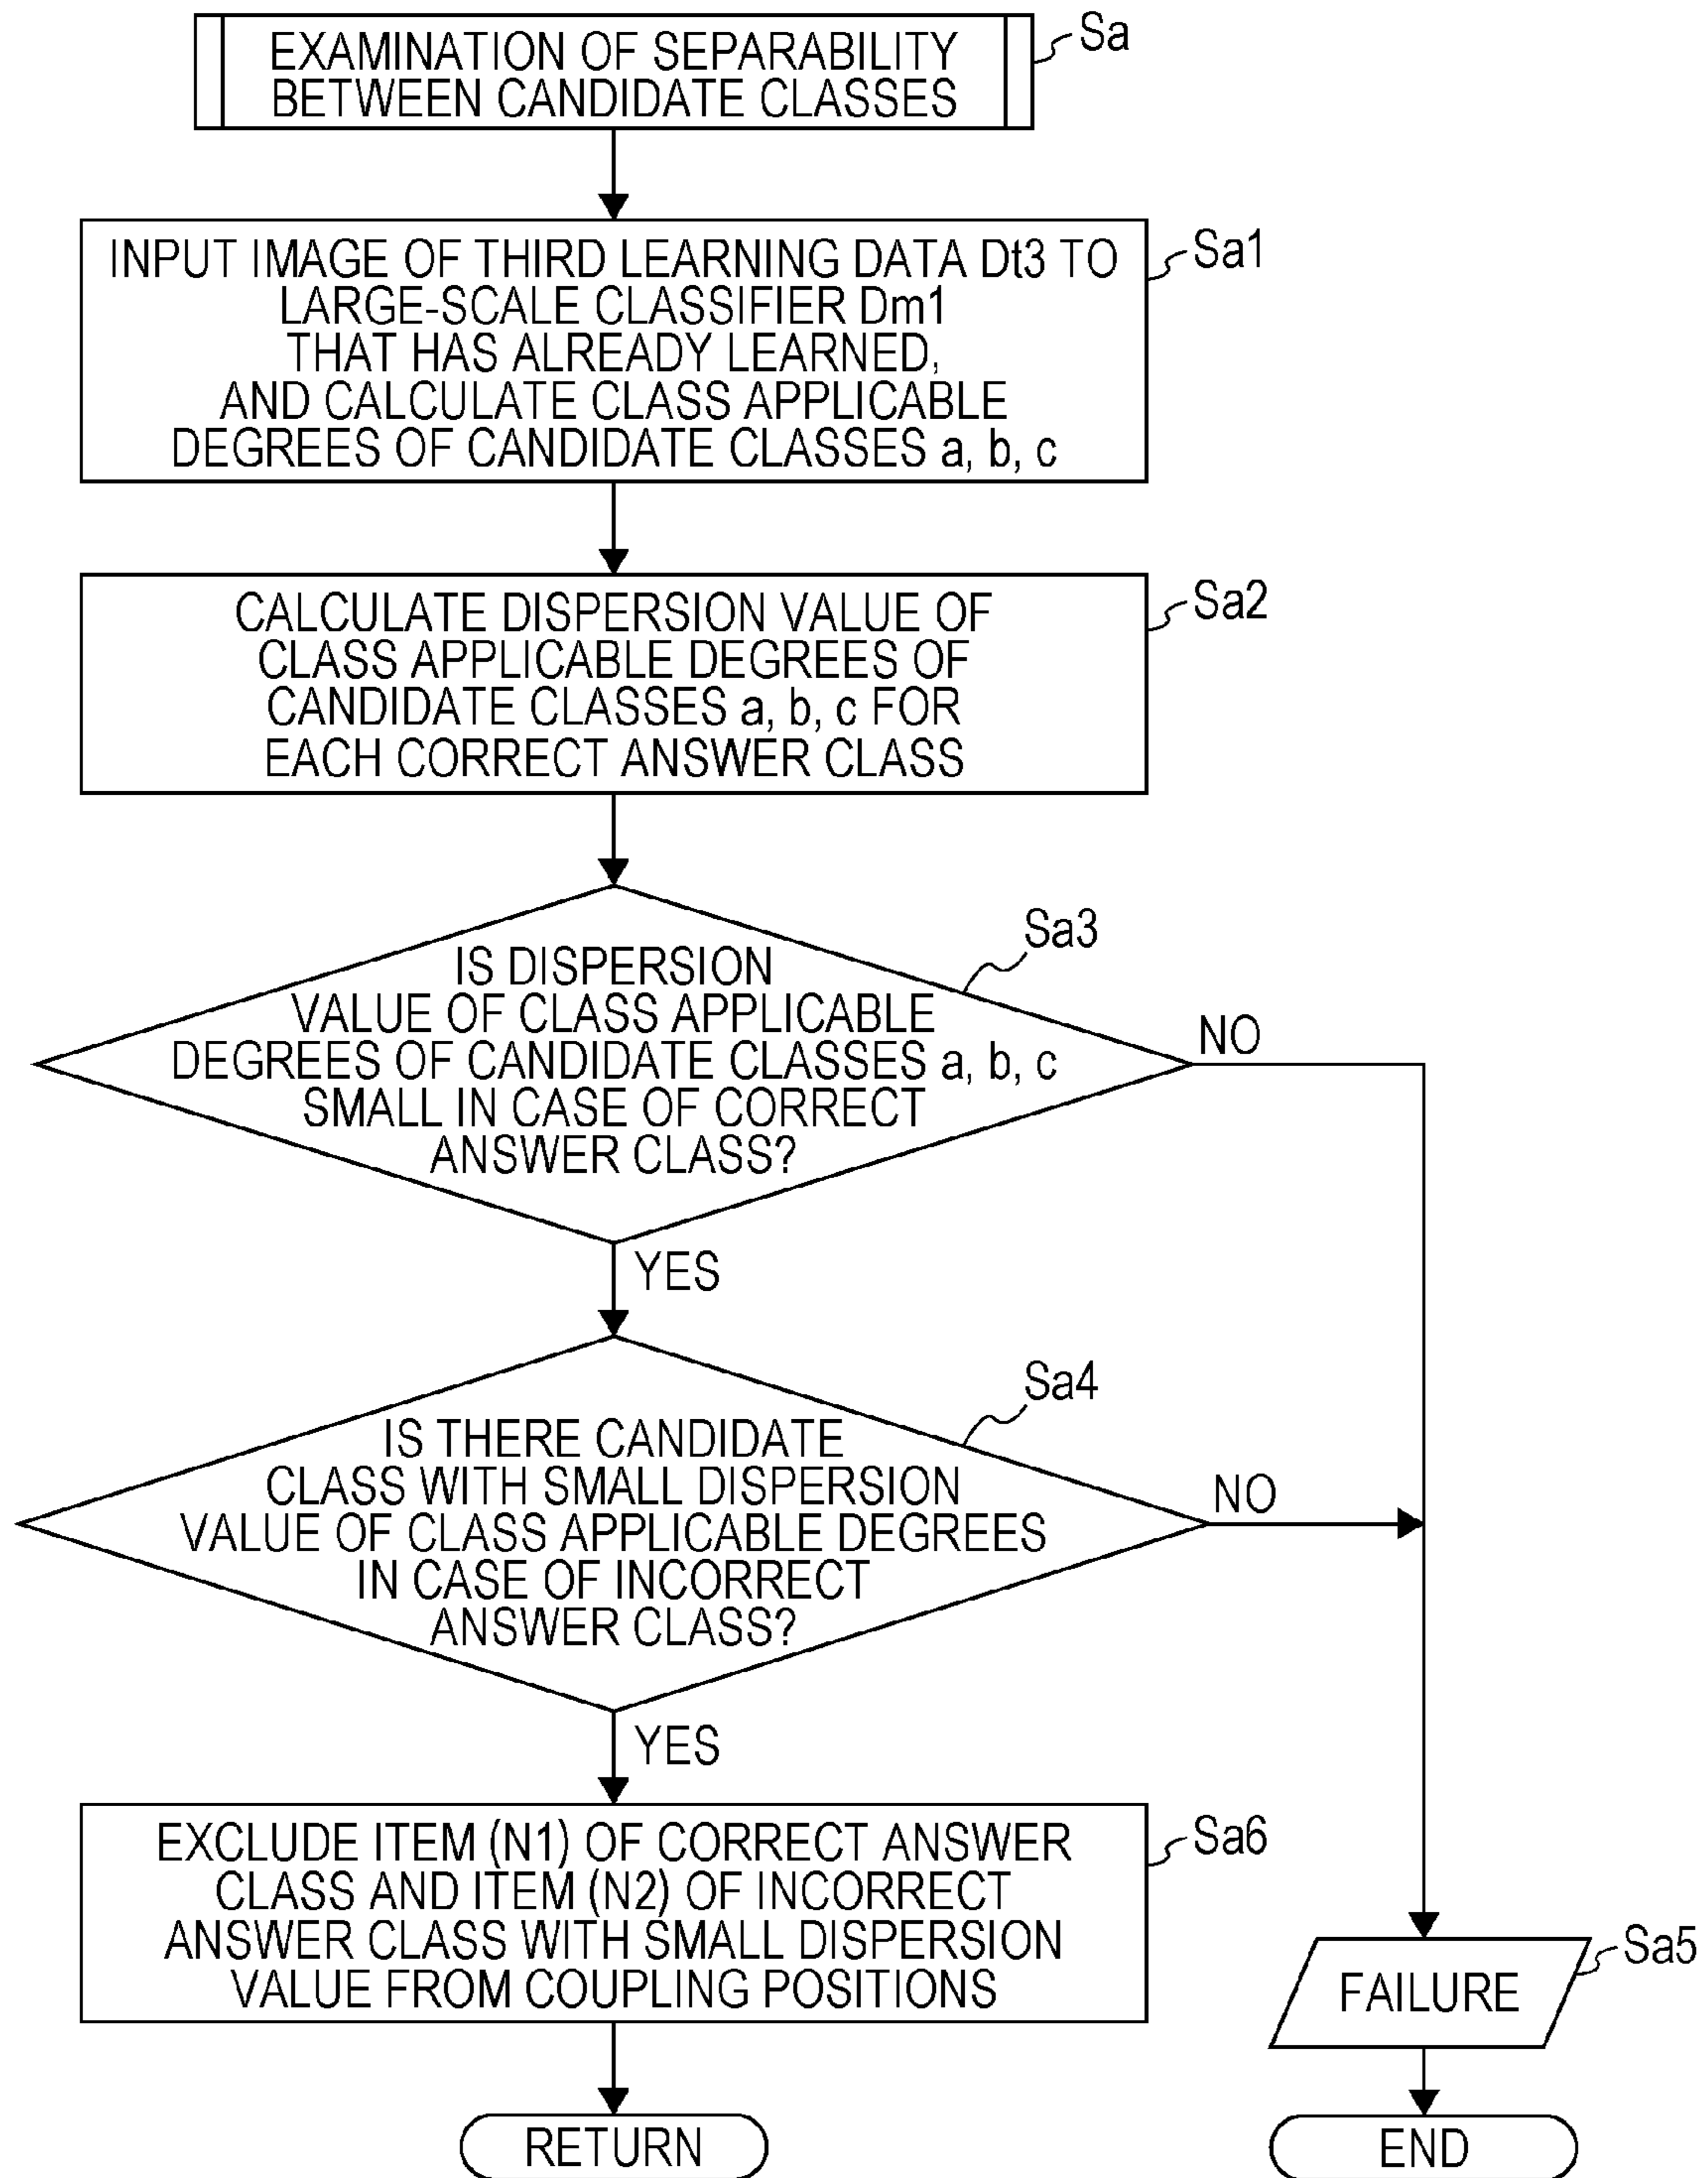 EXAMINATION OF SEPARABILITY
BETWEEN CANDIDATE CLASSES
Sa
INPUT IMAGE OF THIRD LEARNING DATA Dt3 TO
LARGE-SCALE CLASSIFIER Dm1
THAT HAS ALREADY LEARNED,
AND CALCULATE CLASS APPLICABLE
DEGREES OF CANDIDATE CLASSES a, b, c
Sa1
CALCULATE DISPERSION VALUE OF
CLASS APPLICABLE DEGREES OF
CANDIDATE CLASSES a, b, c FOR
EACH CORRECT ANSWER CLASS
Sa2
IS DISPERSION
VALUE OF CLASS APPLICABLE
DEGREES OF CANDIDATE CLASSES a, b, c
SMALL IN CASE OF CORRECT
ANSWER CLASS?
Sa3
NO
YES
IS THERE CANDIDATE
CLASS WITH SMALL DISPERSION
VALUE OF CLASS APPLICABLE DEGREES
IN CASE OF INCORRECT
ANSWER CLASS?
Sa4
NO
YES
EXCLUDE ITEM (N1) OF CORRECT ANSWER
CLASS AND ITEM (N2) OF INCORRECT
ANSWER CLASS WITH SMALL DISPERSION
VALUE FROM COUPLING POSITIONS
Sa6
FAILURE
Sa5
RETURN
END